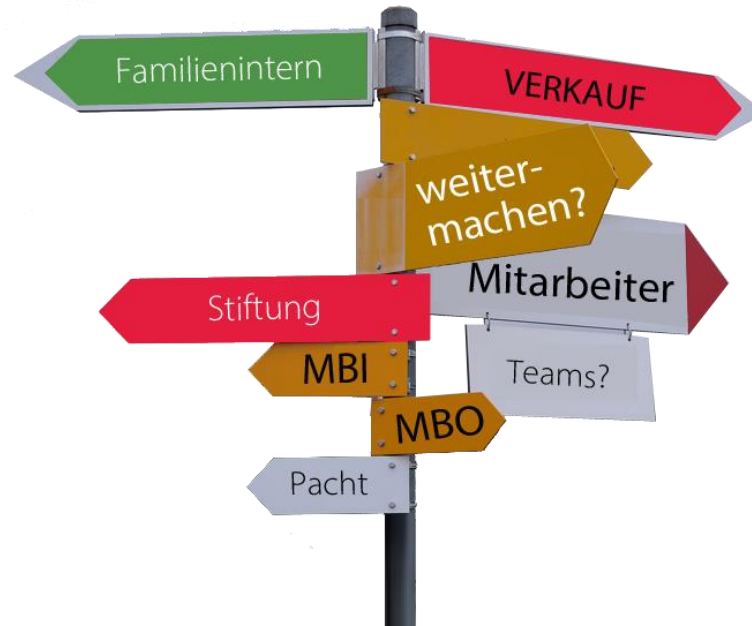 Familienintern
VERKAUF
weiter-
machen?
Mitarbeiter
Stiftung
Teams?
MBI
MBO
Pacht